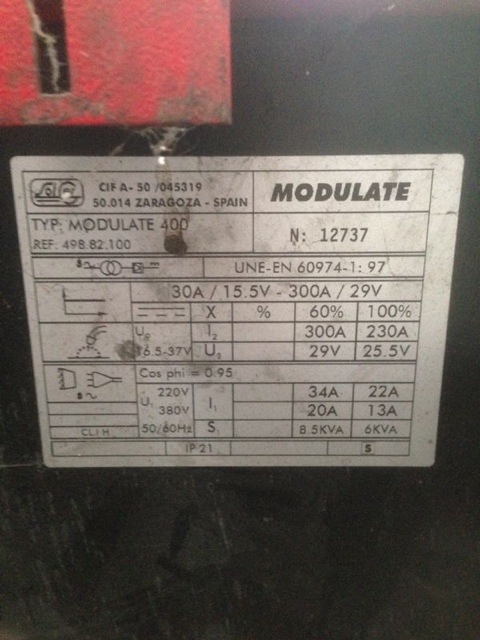 CIF A- 50 /045319
50.014 ZARAGOZA - SPAIN
MODULATE
TYP: MODULATE 400
REF: 498.82.100
N: 12737
UNE-EN 60974-1: 97
30A / 15.5V - 300A / 29V
X % 60% 100%
U₀ I₂ 300A 230A
16.5-37V U₂ 29V 25.5V
Cos phi = 0.95
U₁ 220V I₁ 34A 22A
380V 20A 13A
CL I H 50/60Hz S₁ 8.5KVA 6KVA
IP 21 S